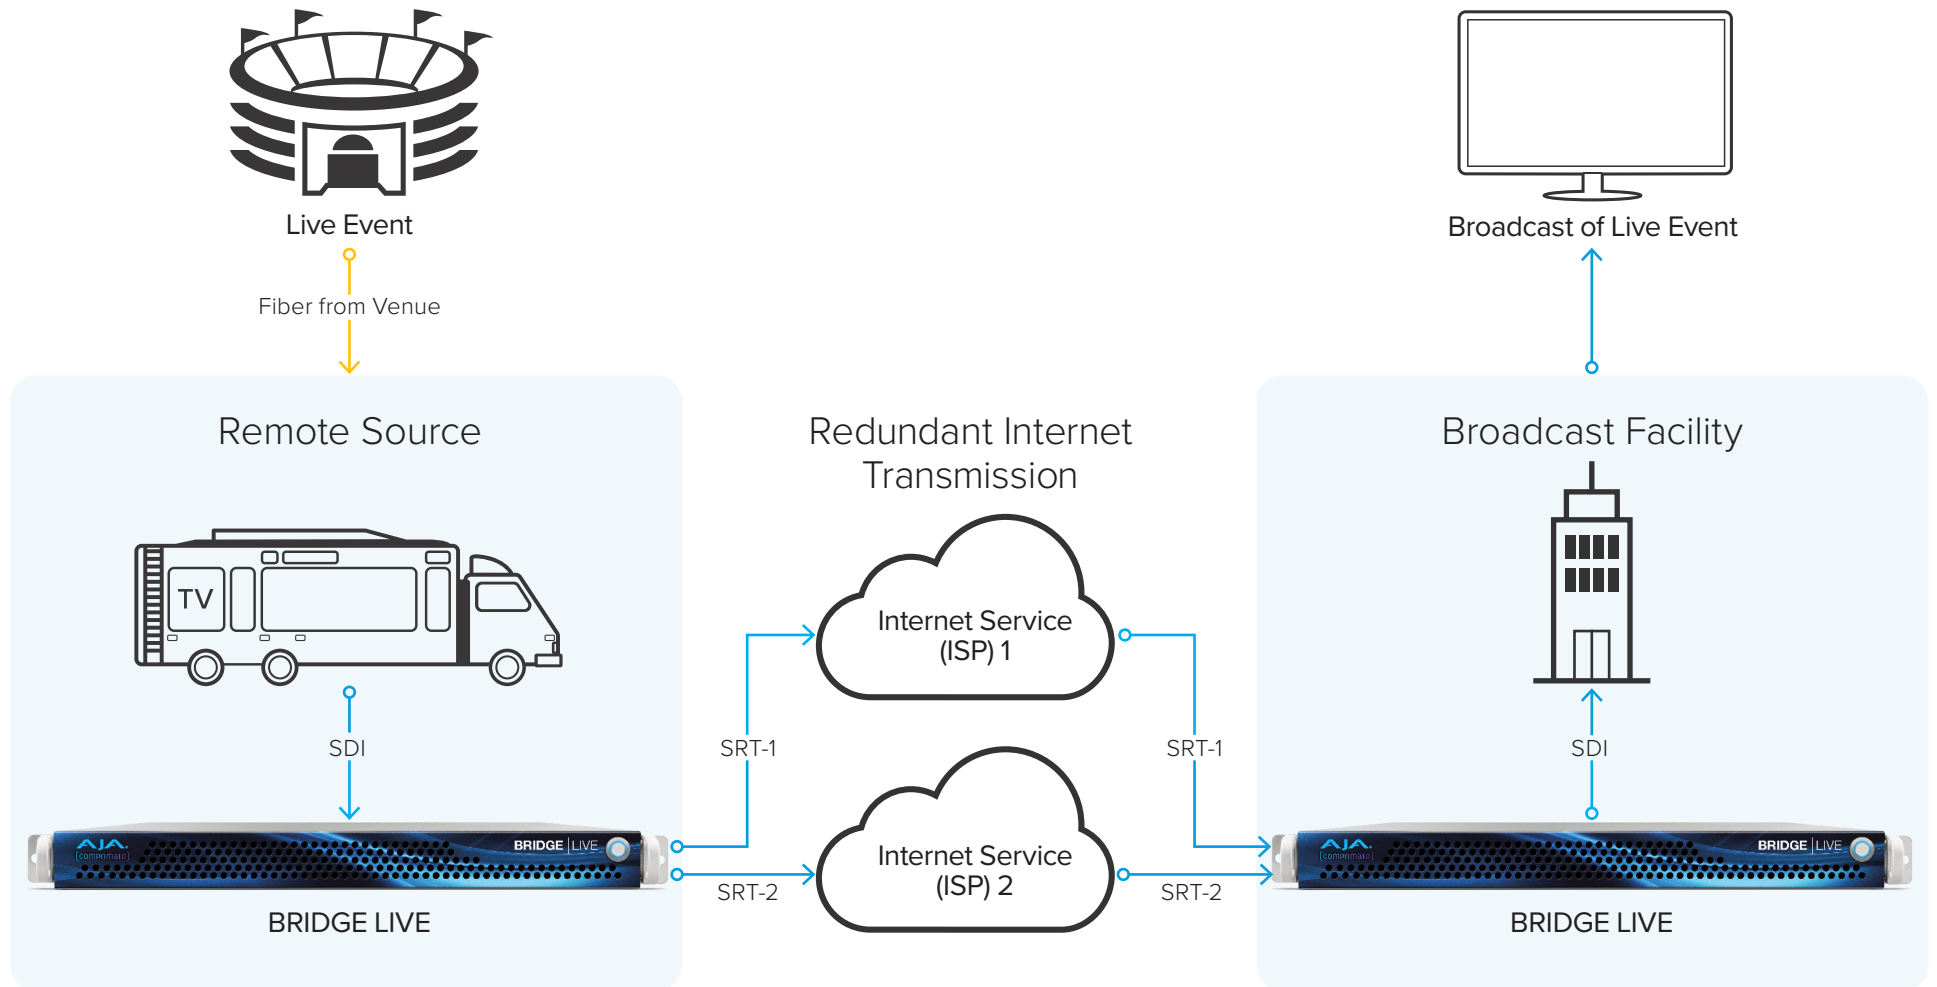 Live Event
Broadcast of Live Event
Fiber from Venue
Remote Source
Redundant Internet
Transmission
Broadcast Facility
TV
Internet Service
(ISP) 1
SDI
SRT-1
SRT-1
SDI
AJA.
[comprimato]
BRIDGE | LIVE
Internet Service
(ISP) 2
AJA.
[comprimato]
BRIDGE | LIVE
SRT-2
SRT-2
BRIDGE LIVE
BRIDGE LIVE